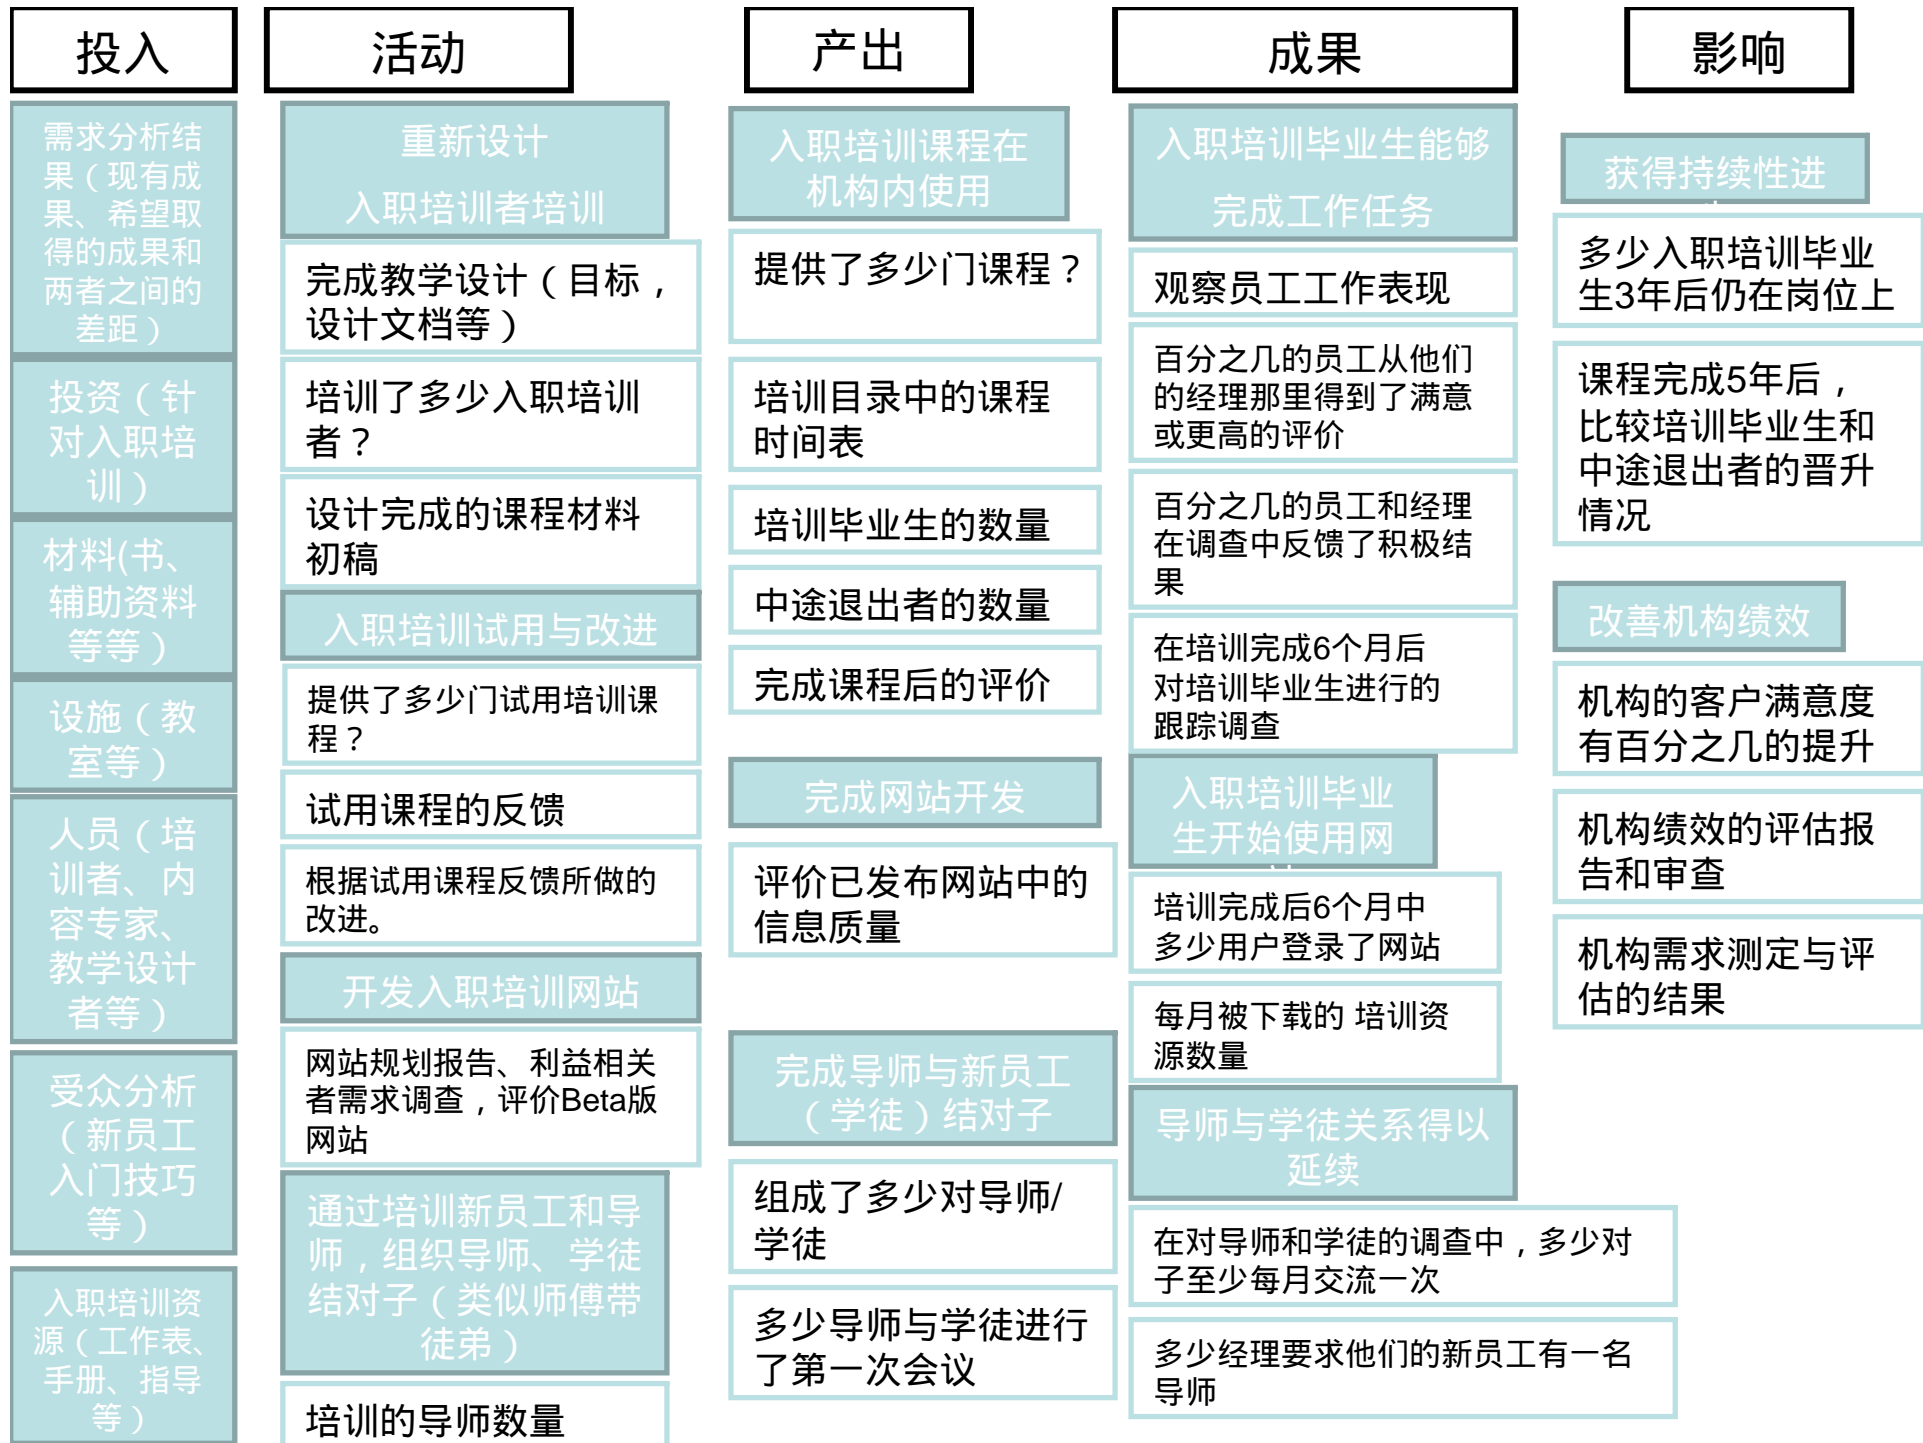 投入
需求分析结
果（现有成
果、希望取
得的成果和
两者之间的
差距）
投资（针
对入职培
训）
材料(书、
辅助资料
等等）
设施（教
室等）
人员（培
训者、内
容专家、
教学设计
者等）
受众分析
（新员工
入门技巧
等）
入职培训资
源（工作表、
手册、指导
等）
活动
重新设计
入职培训者培训
完成教学设计（目标，
设计文档等）
培训了多少入职培训
者？
设计完成的课程材料
初稿
入职培训试用与改进
提供了多少门试用培训课
程？
试用课程的反馈
根据试用课程反馈所做的
改进。
开发入职培训网站
网站规划报告、利益相关
者需求调查，评价Beta版
网站
通过培训新员工和导
师，组织导师、学徒
结对子（类似师傅带
徒弟）
培训的导师数量
产出
入职培训课程在
机构内使用
提供了多少门课程？
培训目录中的课程
时间表
培训毕业生的数量
中途退出者的数量
完成课程后的评价
完成网站开发
评价已发布网站中的
信息质量
完成导师与新员工
（学徒）结对子
组成了多少对导师/
学徒
多少导师与学徒进行
了第一次会议
成果
入职培训毕业生能够
完成工作任务
观察员工工作表现
百分之几的员工从他们
的经理那里得到了满意
或更高的评价
百分之几的员工和经理
在调查中反馈了积极结
果
在培训完成6个月后
对培训毕业生进行的
跟踪调查
入职培训毕业
生开始使用网
培训完成后6个月中
多少用户登录了网站
每月被下载的 培训资
源数量
导师与学徒关系得以
延续
在对导师和学徒的调查中，多少对
子至少每月交流一次
多少经理要求他们的新员工有一名
导师
影响
获得持续性进
多少入职培训毕业
生3年后仍在岗位上
课程完成5年后，
比较培训毕业生和
中途退出者的晋升
情况
改善机构绩效
机构的客户满意度
有百分之几的提升
机构绩效的评估报
告和审查
机构需求测定与评
估的结果